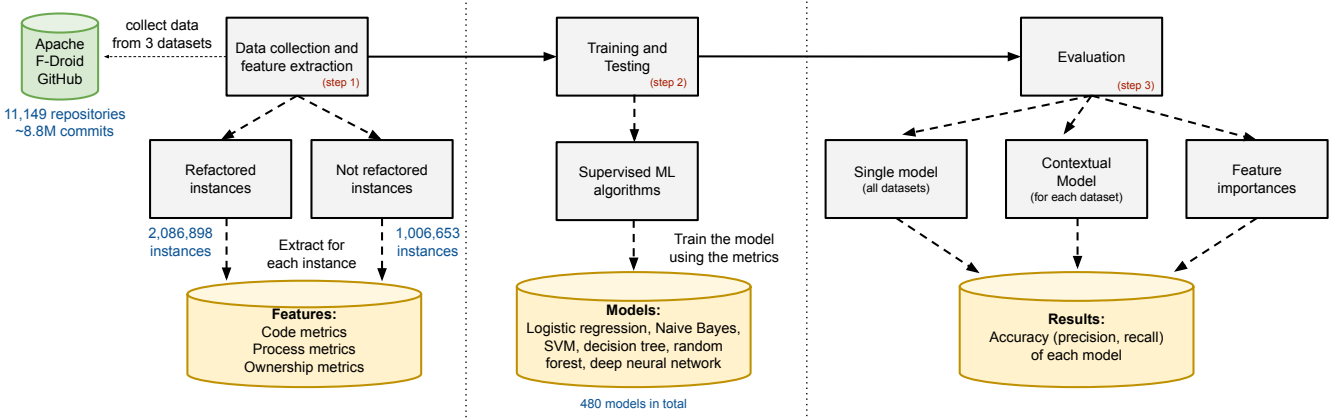 Apache
F-Droid
GitHub
11,149 repositories
~8.8M commits
collect data
from 3 datasets
Data collection and
feature extraction
(step 1)
Refactored
instances
Not refactored
instances
2,086,898
instances
Extract for
each instance
1,006,653
instances
Features:
Code metrics
Process metrics
Ownership metrics
Training and
Testing
(step 2)
Supervised ML
algorithms
Train the model
using the metrics
Models:
Logistic regression, Naive Bayes,
SVM, decision tree, random
forest, deep neural network
480 models in total
Evaluation
(step 3)
Single model
(all datasets)
Contextual
Model
(for each dataset)
Feature
importances
Results:
Accuracy (precision, recall)
of each model